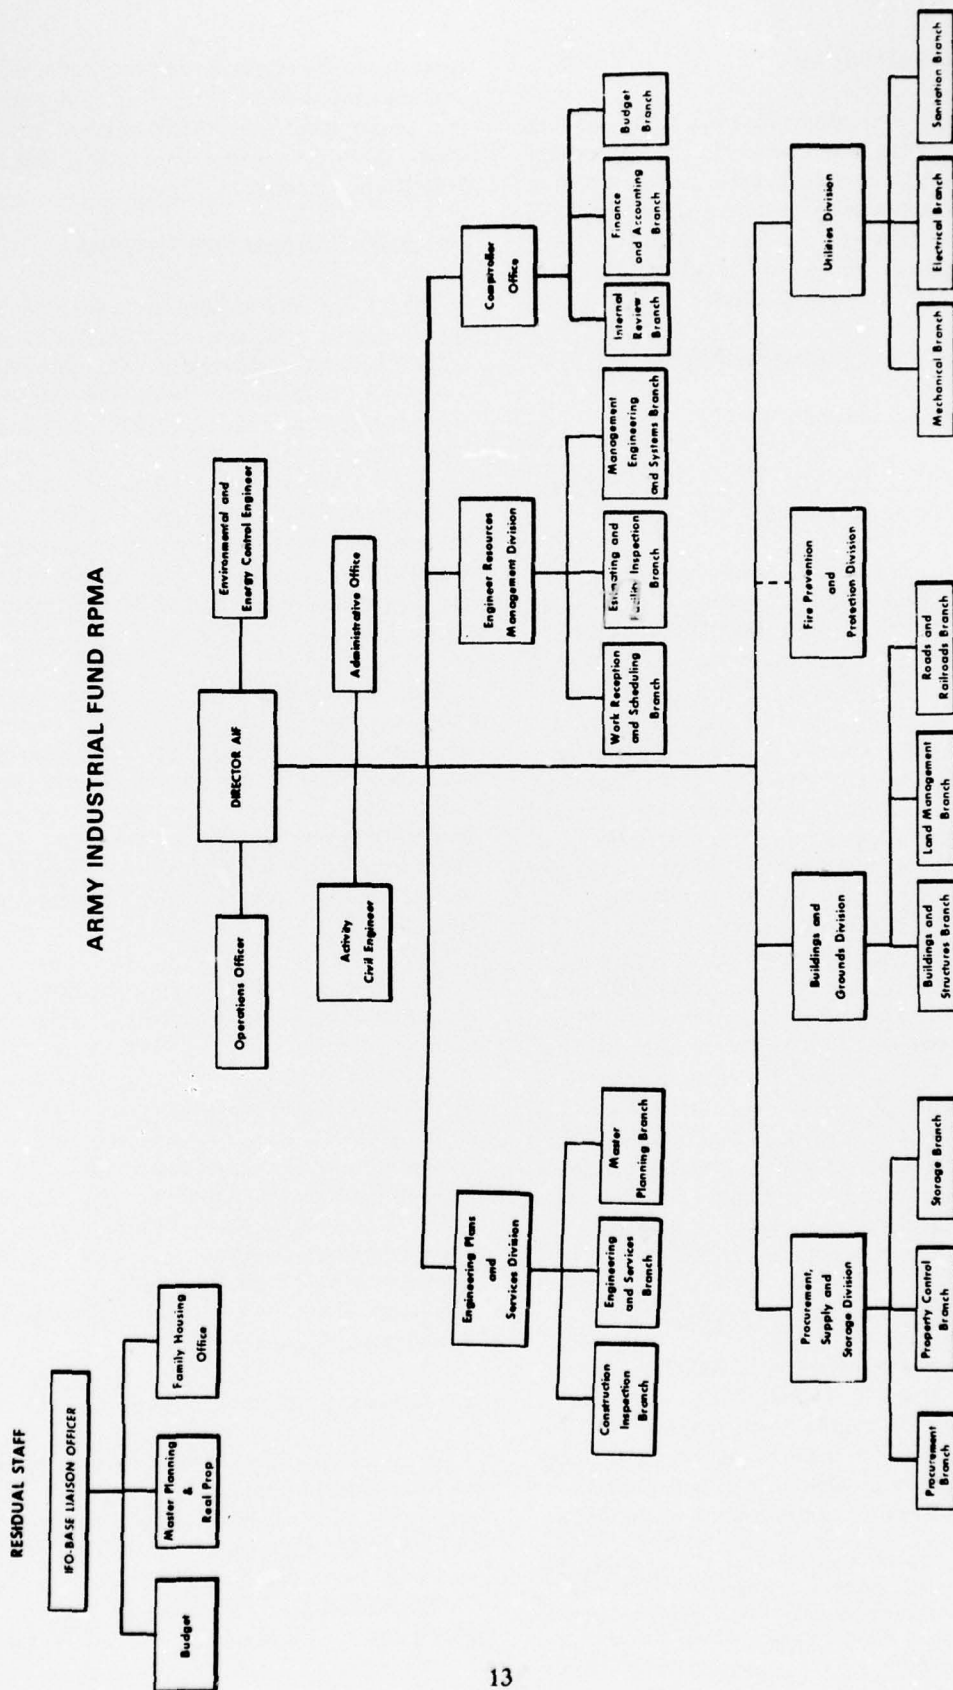 ARMY INDUSTRIAL FUND RPMA
RESIDUAL STAFF
IFO-BASE LIAISON OFFICER
Budget
Master Planning
&
Real Prop
Family Housing
Office
DIRECTOR AIF
Operations Officer
Environmental and
Energy Control Engineer
Activity
Civil Engineer
Administrative Office
Engineering Plans
and
Services Division
Construction
Inspection
Branch
Engineering
and Services
Branch
Master
Planning Branch
Engineer Resources
Management Division
Work Reception
and Scheduling
Branch
Estimating and
Facility Inspection
Branch
Management
Engineering
and Systems Branch
Comptroller
Office
Internal
Review
Branch
Finance
and Accounting
Branch
Budget
Branch
Procurement,
Supply and
Storage Division
Procurement
Branch
Property Control
Branch
Storage Branch
Buildings and
Grounds Division
Buildings and
Structures Branch
Land Management
Branch
Roads and
Railroads Branch
Fire Prevention
and
Protection Division
Utilities Division
Mechanical Branch
Electrical Branch
Sanitation Branch
13